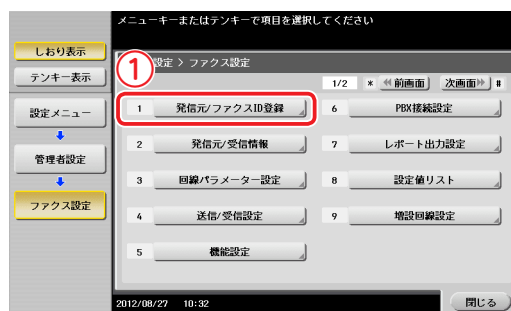 メニューキーまたはテンキーで項目を選択してください
しおり表示
テンキー表示
設定メニュー
管理者設定
ファクス設定
①
設定 > ファクス設定
1/2 * 前画面 次画面 #
1 発信元/ファクスID登録
6 PBX接続設定
2 発信元/受信情報
7 レポート出力設定
3 回線パラメーター設定
8 設定値リスト
4 送信/受信設定
9 増設回線設定
5 機能設定
2012/08/27 10:32
閉じる